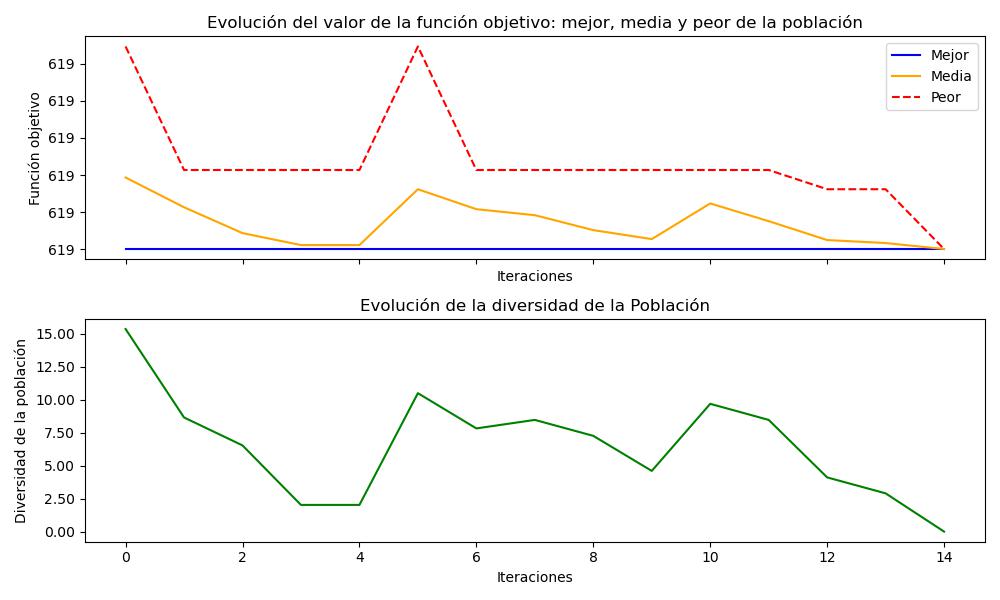 Evolución del valor de la función objetivo: mejor, media y peor de la población
Función objetivo
619
619
619
619
619
619
Mejor
Media
Peor
Iteraciones
Evolución de la diversidad de la Población
Diversidad de la población
15.00
12.50
10.00
7.50
5.00
2.50
0.00
0 2 4 6 8 10 12 14
Iteraciones